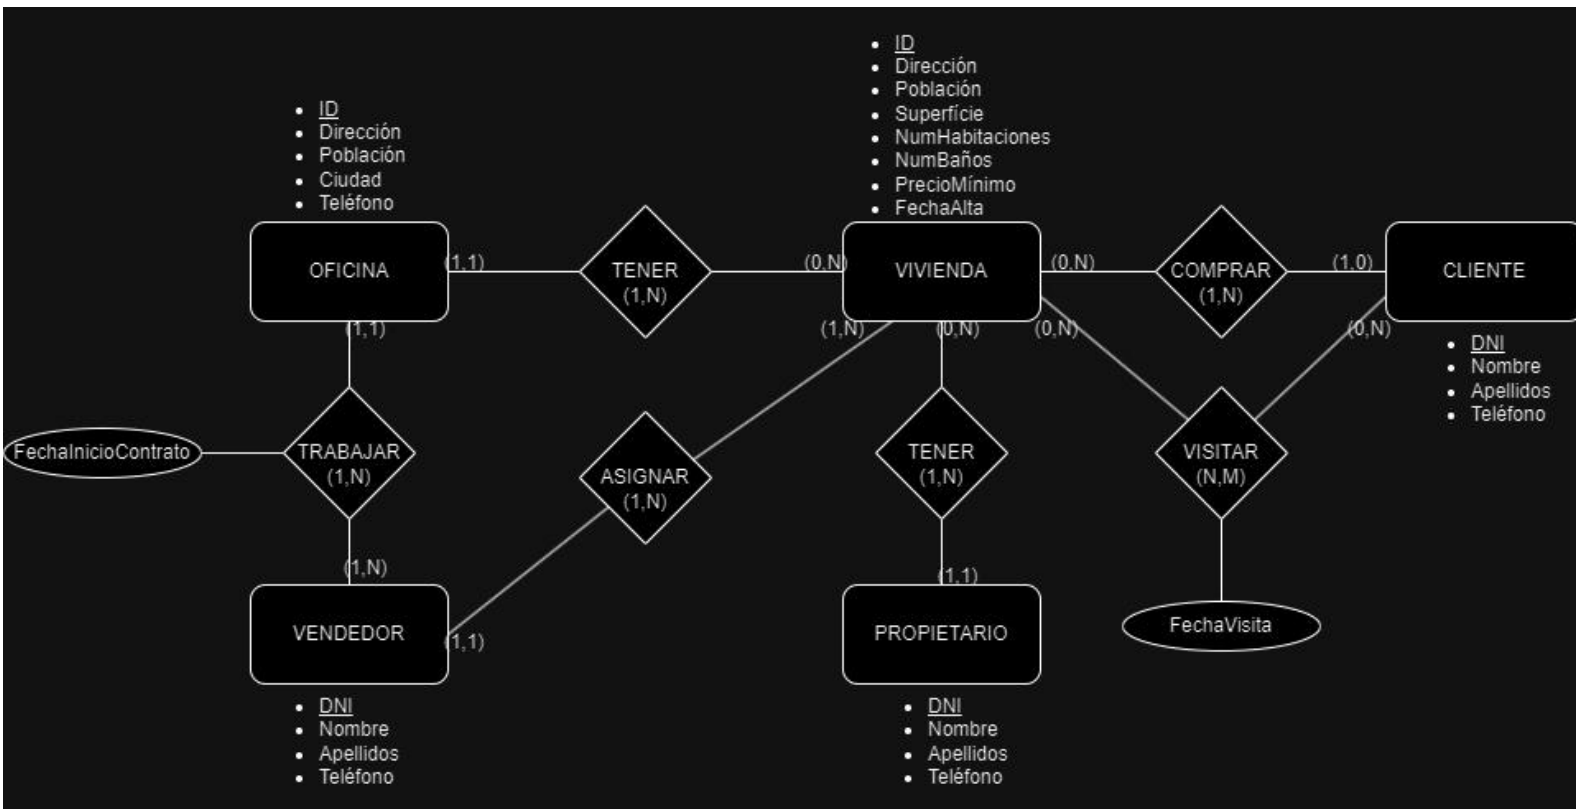 ID
Dirección
Población
Superfície
NumHabitaciones
NumBaños
PrecioMínimo
FechaAlta
ID
Dirección
Población
Ciudad
Teléfono
OFICINA
(1,1)
TENER
(1,N)
(0,N)
VIVIENDA
(0,N)
COMPRAR
(1,N)
(1,0)
CLIENTE
(1,1)
(1,N)
(0,N)
(0,N)
(0,N)
DNI
Nombre
Apellidos
Teléfono
FechaInicioContrato
TRABAJAR
(1,N)
ASIGNAR
(1,N)
TENER
(1,N)
VISITAR
(N,M)
(1,N)
(1,1)
VENDEDOR
(1,1)
PROPIETARIO
FechaVisita
DNI
Nombre
Apellidos
Teléfono
DNI
Nombre
Apellidos
Teléfono